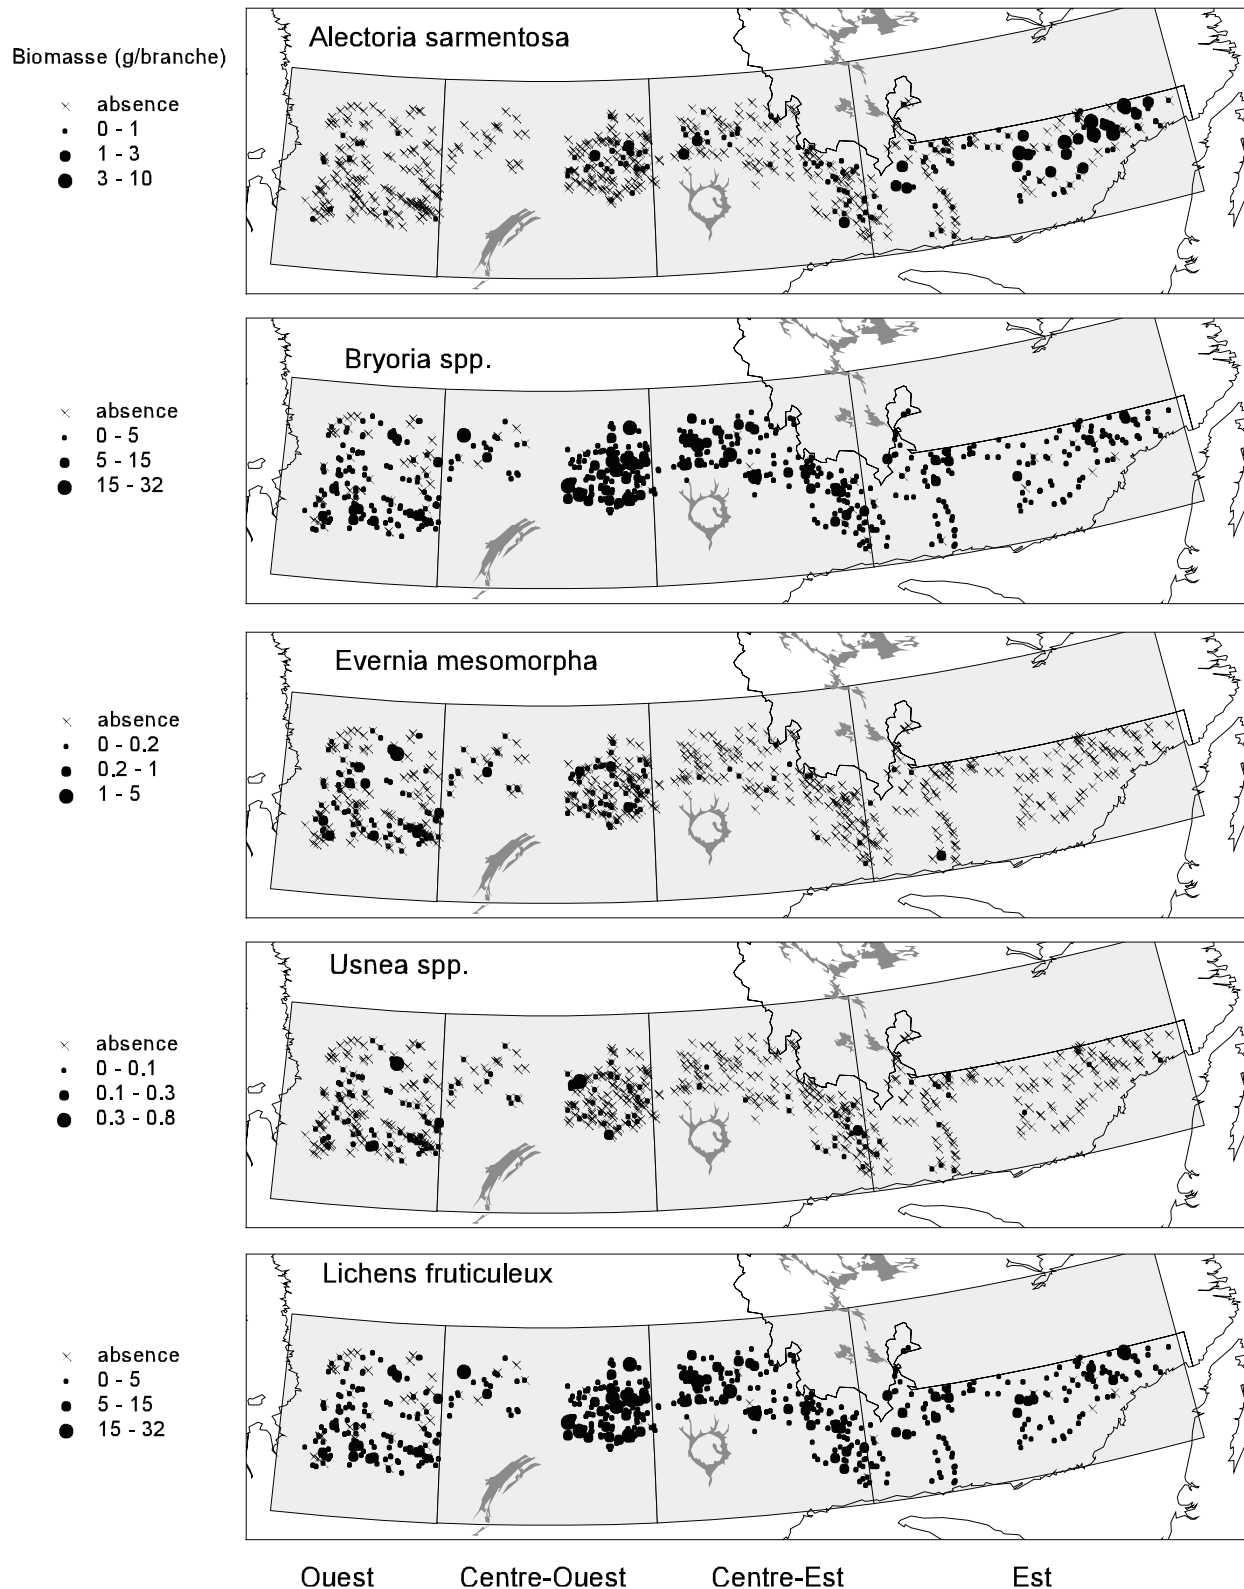 Alectoria sarmentosa
Biomasse (g/branche)
absence
0 - 1
1 - 3
3 - 10
Bryoria spp.
absence
0 - 5
5 - 15
15 - 32
Evernia mesomorpha
absence
0 - 0.2
0.2 - 1
1 - 5
Usnea spp.
absence
0 - 0.1
0.1 - 0.3
0.3 - 0.8
Lichens fruticuleux
absence
0 - 5
5 - 15
15 - 32
Ouest Centre-Ouest Centre-Est Est